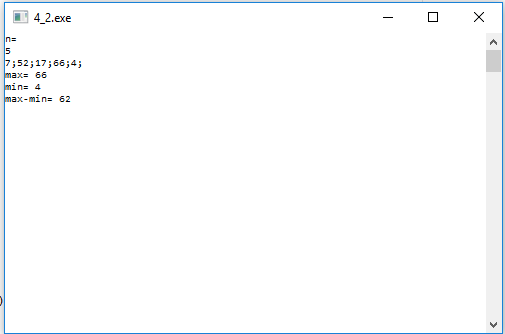 4_2.exe
n=
5
7;52;17;66;4;
max= 66
min= 4
max-min= 62
)